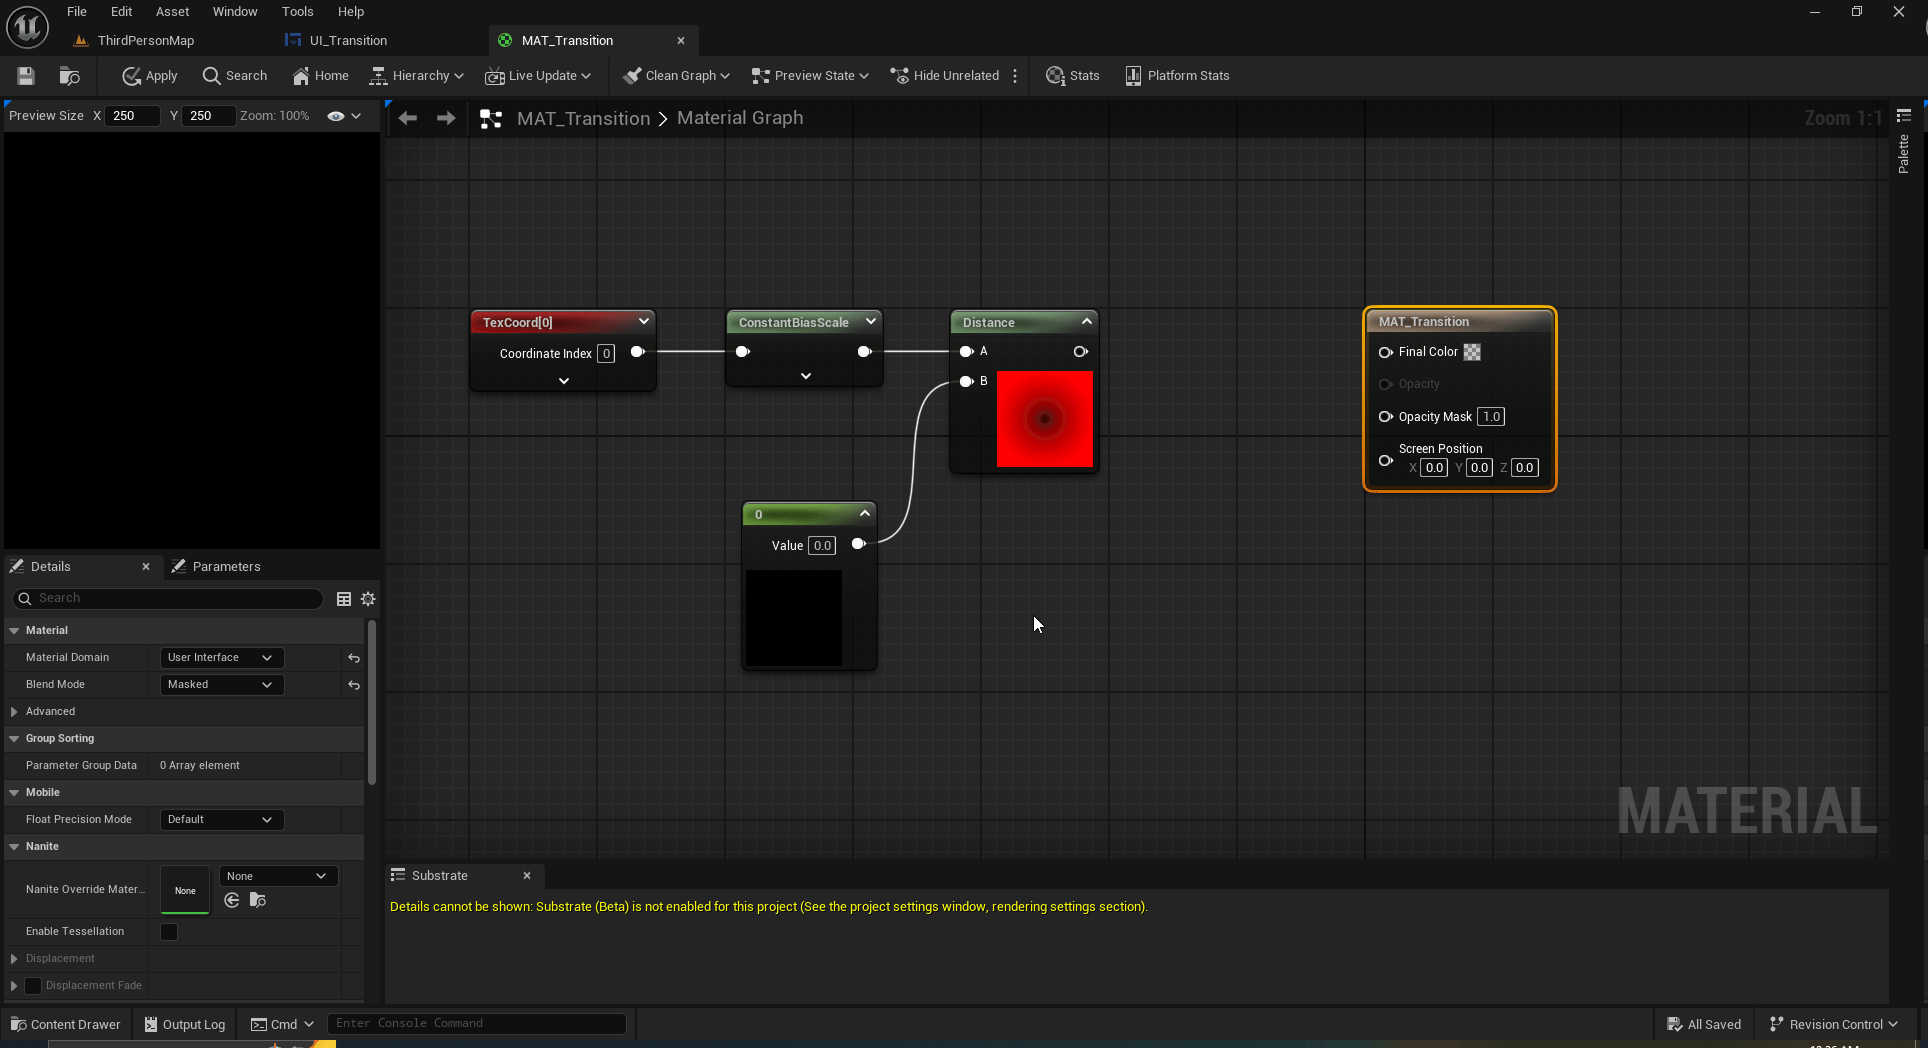 File Edit Asset Window Tools Help
ThirdPersonMap UI_Transition MAT_Transition
Apply Search Home Hierarchy Live Update Clean Graph Preview State Hide Unrelated Stats Platform Stats
Preview Size X 250 Y 250 Zoom: 100%
MAT_Transition > Material Graph
Zoom 1:1
Palette
TexCoord[0]
Coordinate Index 0
ConstantBiasScale
Distance
A
B
0
Value 0.0
MAT_Transition
Final Color
Opacity
Opacity Mask 1.0
Screen Position
X 0.0 Y 0.0 Z 0.0
MATERIAL
Details Parameters
Search
Material
Material Domain User Interface
Blend Mode Masked
Advanced
Group Sorting
Parameter Group Data 0 Array element
Mobile
Float Precision Mode Default
Nanite
Nanite Override Mater... None None
Enable Tessellation
Displacement
Displacement Fade
Substrate
Details cannot be shown: Substrate (Beta) is not enabled for this project (See the project settings window, rendering settings section).
Content Drawer Output Log Cmd Enter Console Command All Saved Revision Control